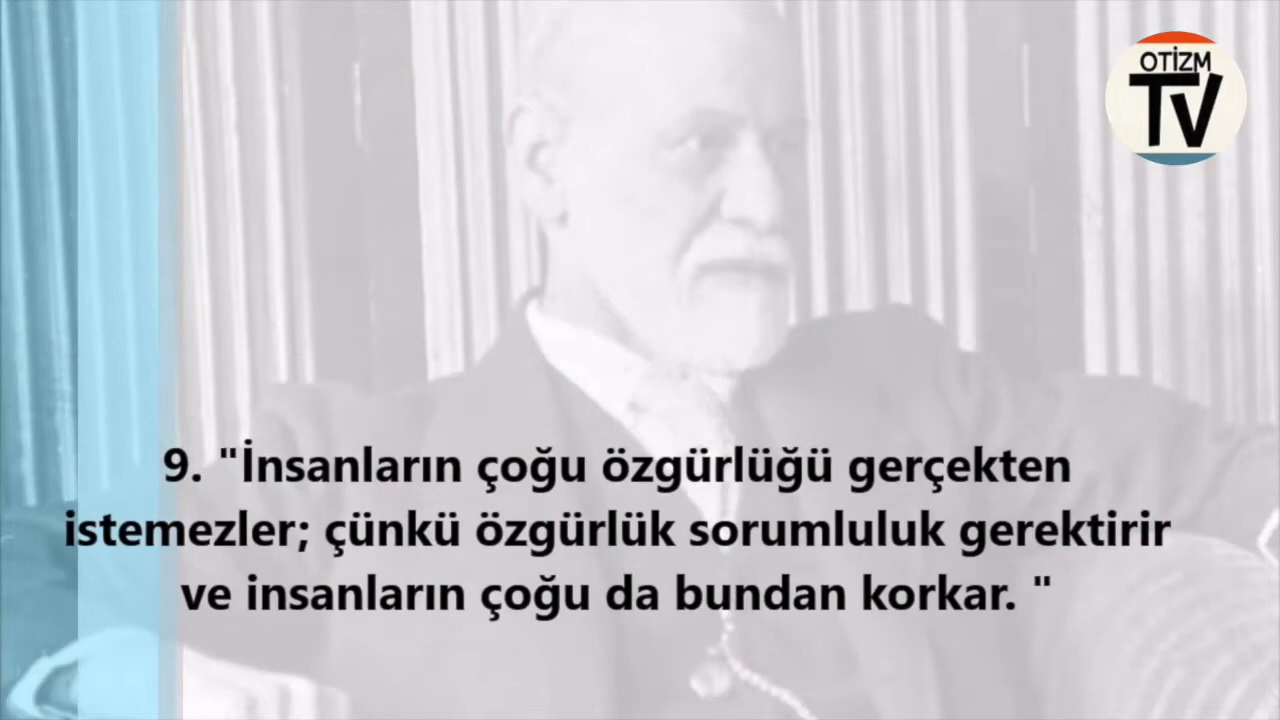 OTİZM
TV
9. "İnsanların çoğu özgürlüğü gerçekten
istemezler; çünkü özgürlük sorumluluk gerektirir
ve insanların çoğu da bundan korkar. "